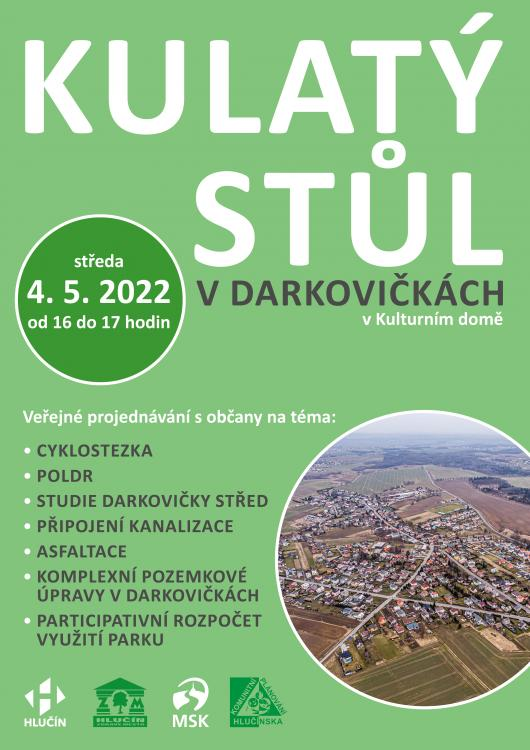 KULATÝ
STŮL
středa
4. 5. 2022
od 16 do 17 hodin
V DARKOVIČKÁCH
v Kulturním domě
Veřejné projednávání s občany na téma:
• CYKLOSTEZKA
• POLDR
• STUDIE DARKOVIČKY STŘED
• PŘIPOJENÍ KANALIZACE
• ASFALTACE
• KOMPLEXNÍ POZEMKOVÉ
ÚPRAVY V DARKOVIČKÁCH
• PARTICIPATIVNÍ ROZPOČET
VYUŽITÍ PARKU
HLUČÍN
HLUČÍN
MSK
KOMUNITNÍ
PLÁNOVÁNÍ
HLUČÍNSKA